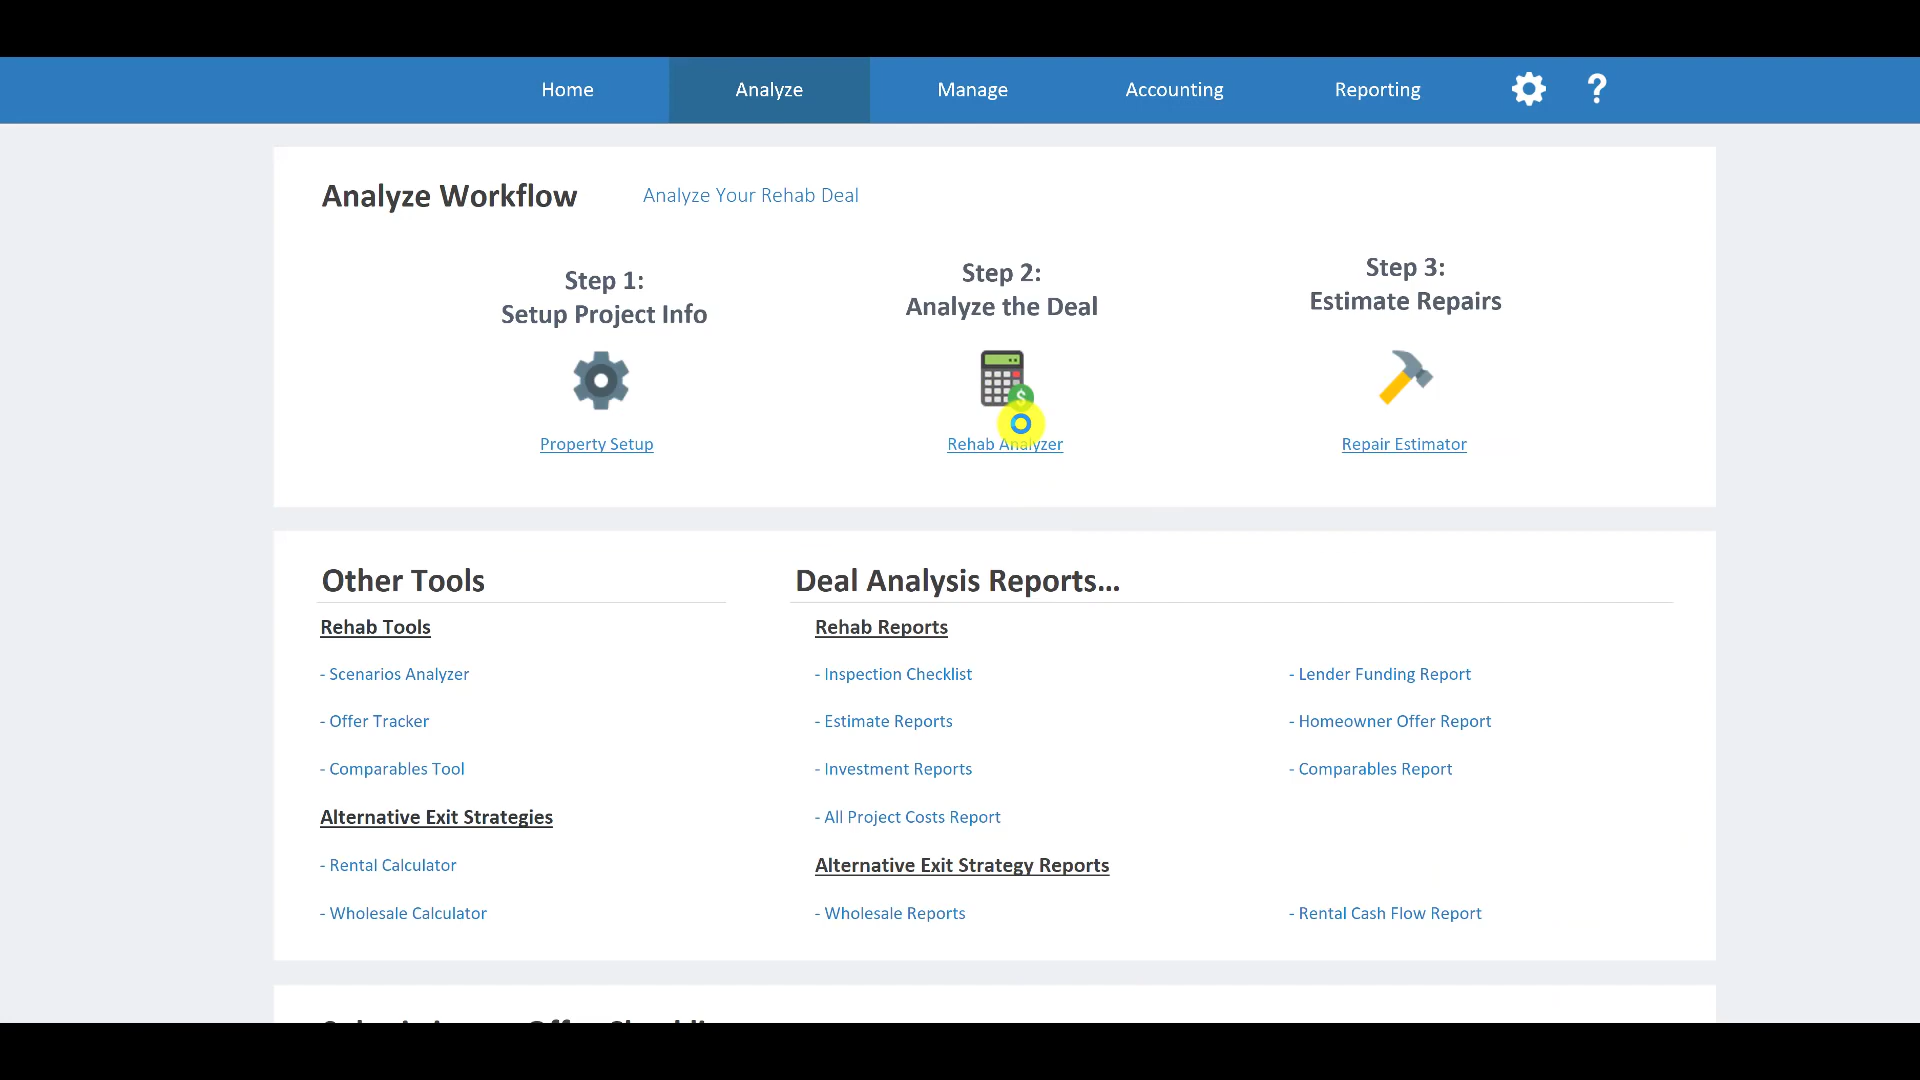 Home
Analyze
Manage
Accounting
Reporting
?
Analyze Workflow
Analyze Your Rehab Deal
Step 1:
Setup Project Info
Step 2:
Analyze the Deal
Step 3:
Estimate Repairs
$
Property Setup
Rehab Analyzer
Repair Estimator
Other Tools
Rehab Tools
- Scenarios Analyzer
- Offer Tracker
- Comparables Tool
Alternative Exit Strategies
- Rental Calculator
- Wholesale Calculator
Deal Analysis Reports...
Rehab Reports
- Inspection Checklist
- Lender Funding Report
- Estimate Reports
- Homeowner Offer Report
- Investment Reports
- Comparables Report
- All Project Costs Report
Alternative Exit Strategy Reports
- Wholesale Reports
- Rental Cash Flow Report